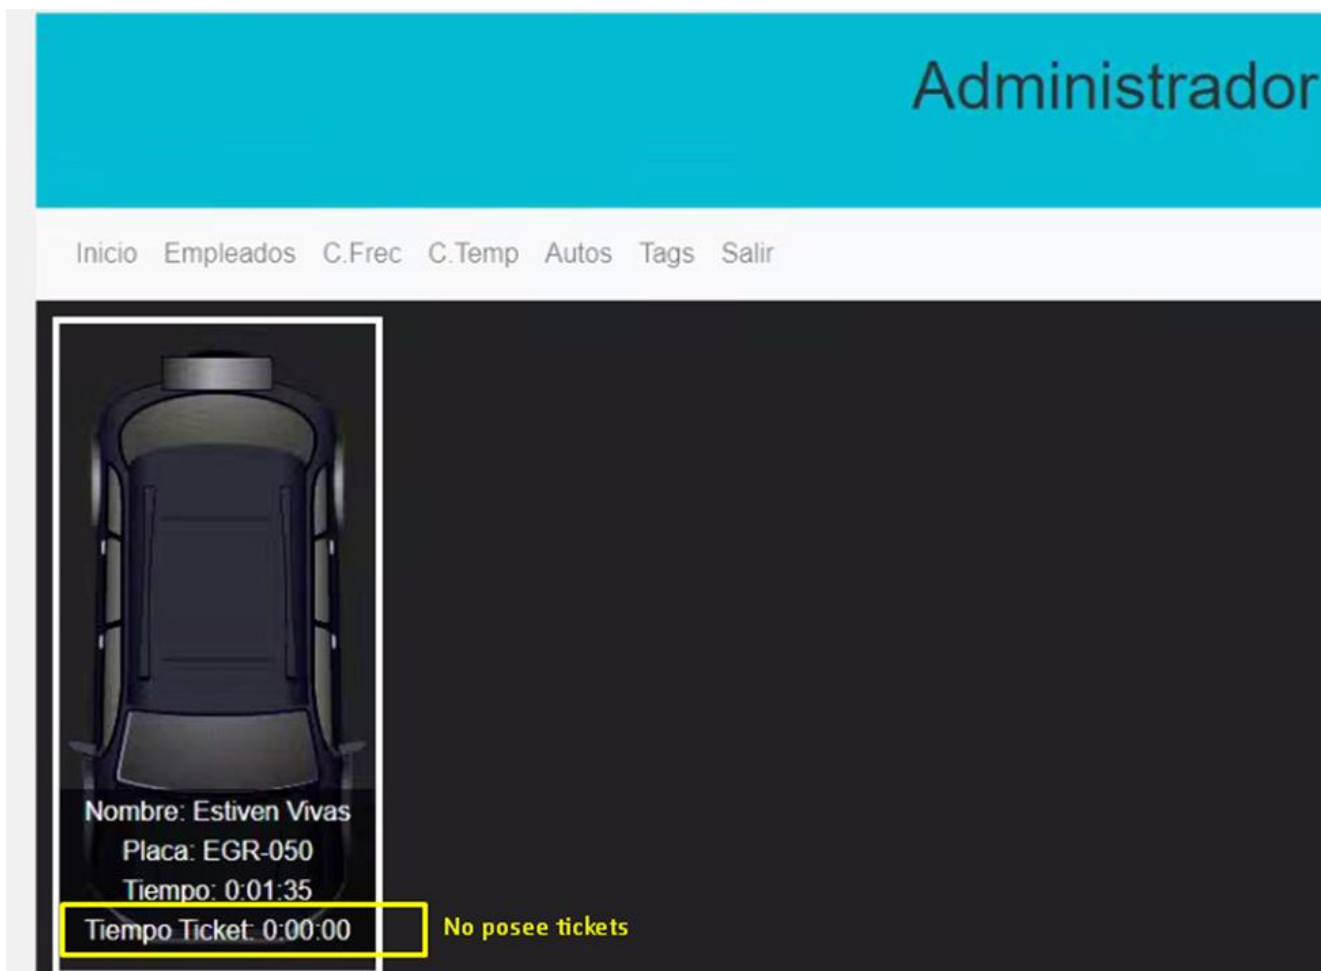 Administrador
Inicio Empleados C.Frec C.Temp Autos Tags Salir
Nombre: Estiven Vivas
Placa: EGR-050
Tiempo: 0:01:35
Tiempo Ticket: 0:00:00 No posee tickets